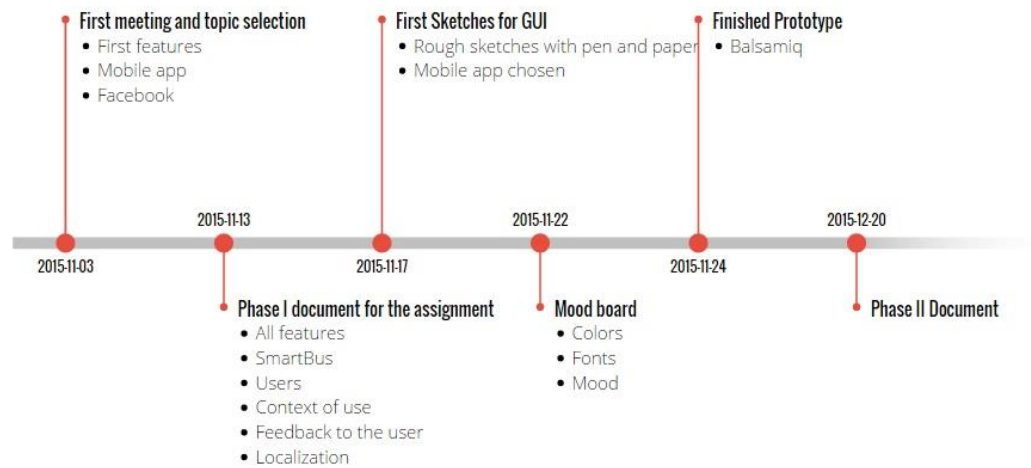 First meeting and topic selection
First features
Mobile app
Facebook
First Sketches for GUI
Rough sketches with pen and paper
Mobile app chosen
Finished Prototype
Balsamiq
2015-11-13
2015-11-22
2015-12-20
2015-11-03
2015-11-17
2015-11-24
Phase I document for the assignment
All features
SmartBus
Users
Context of use
Feedback to the user
Localization
Mood board
Colors
Fonts
Mood
Phase II Document